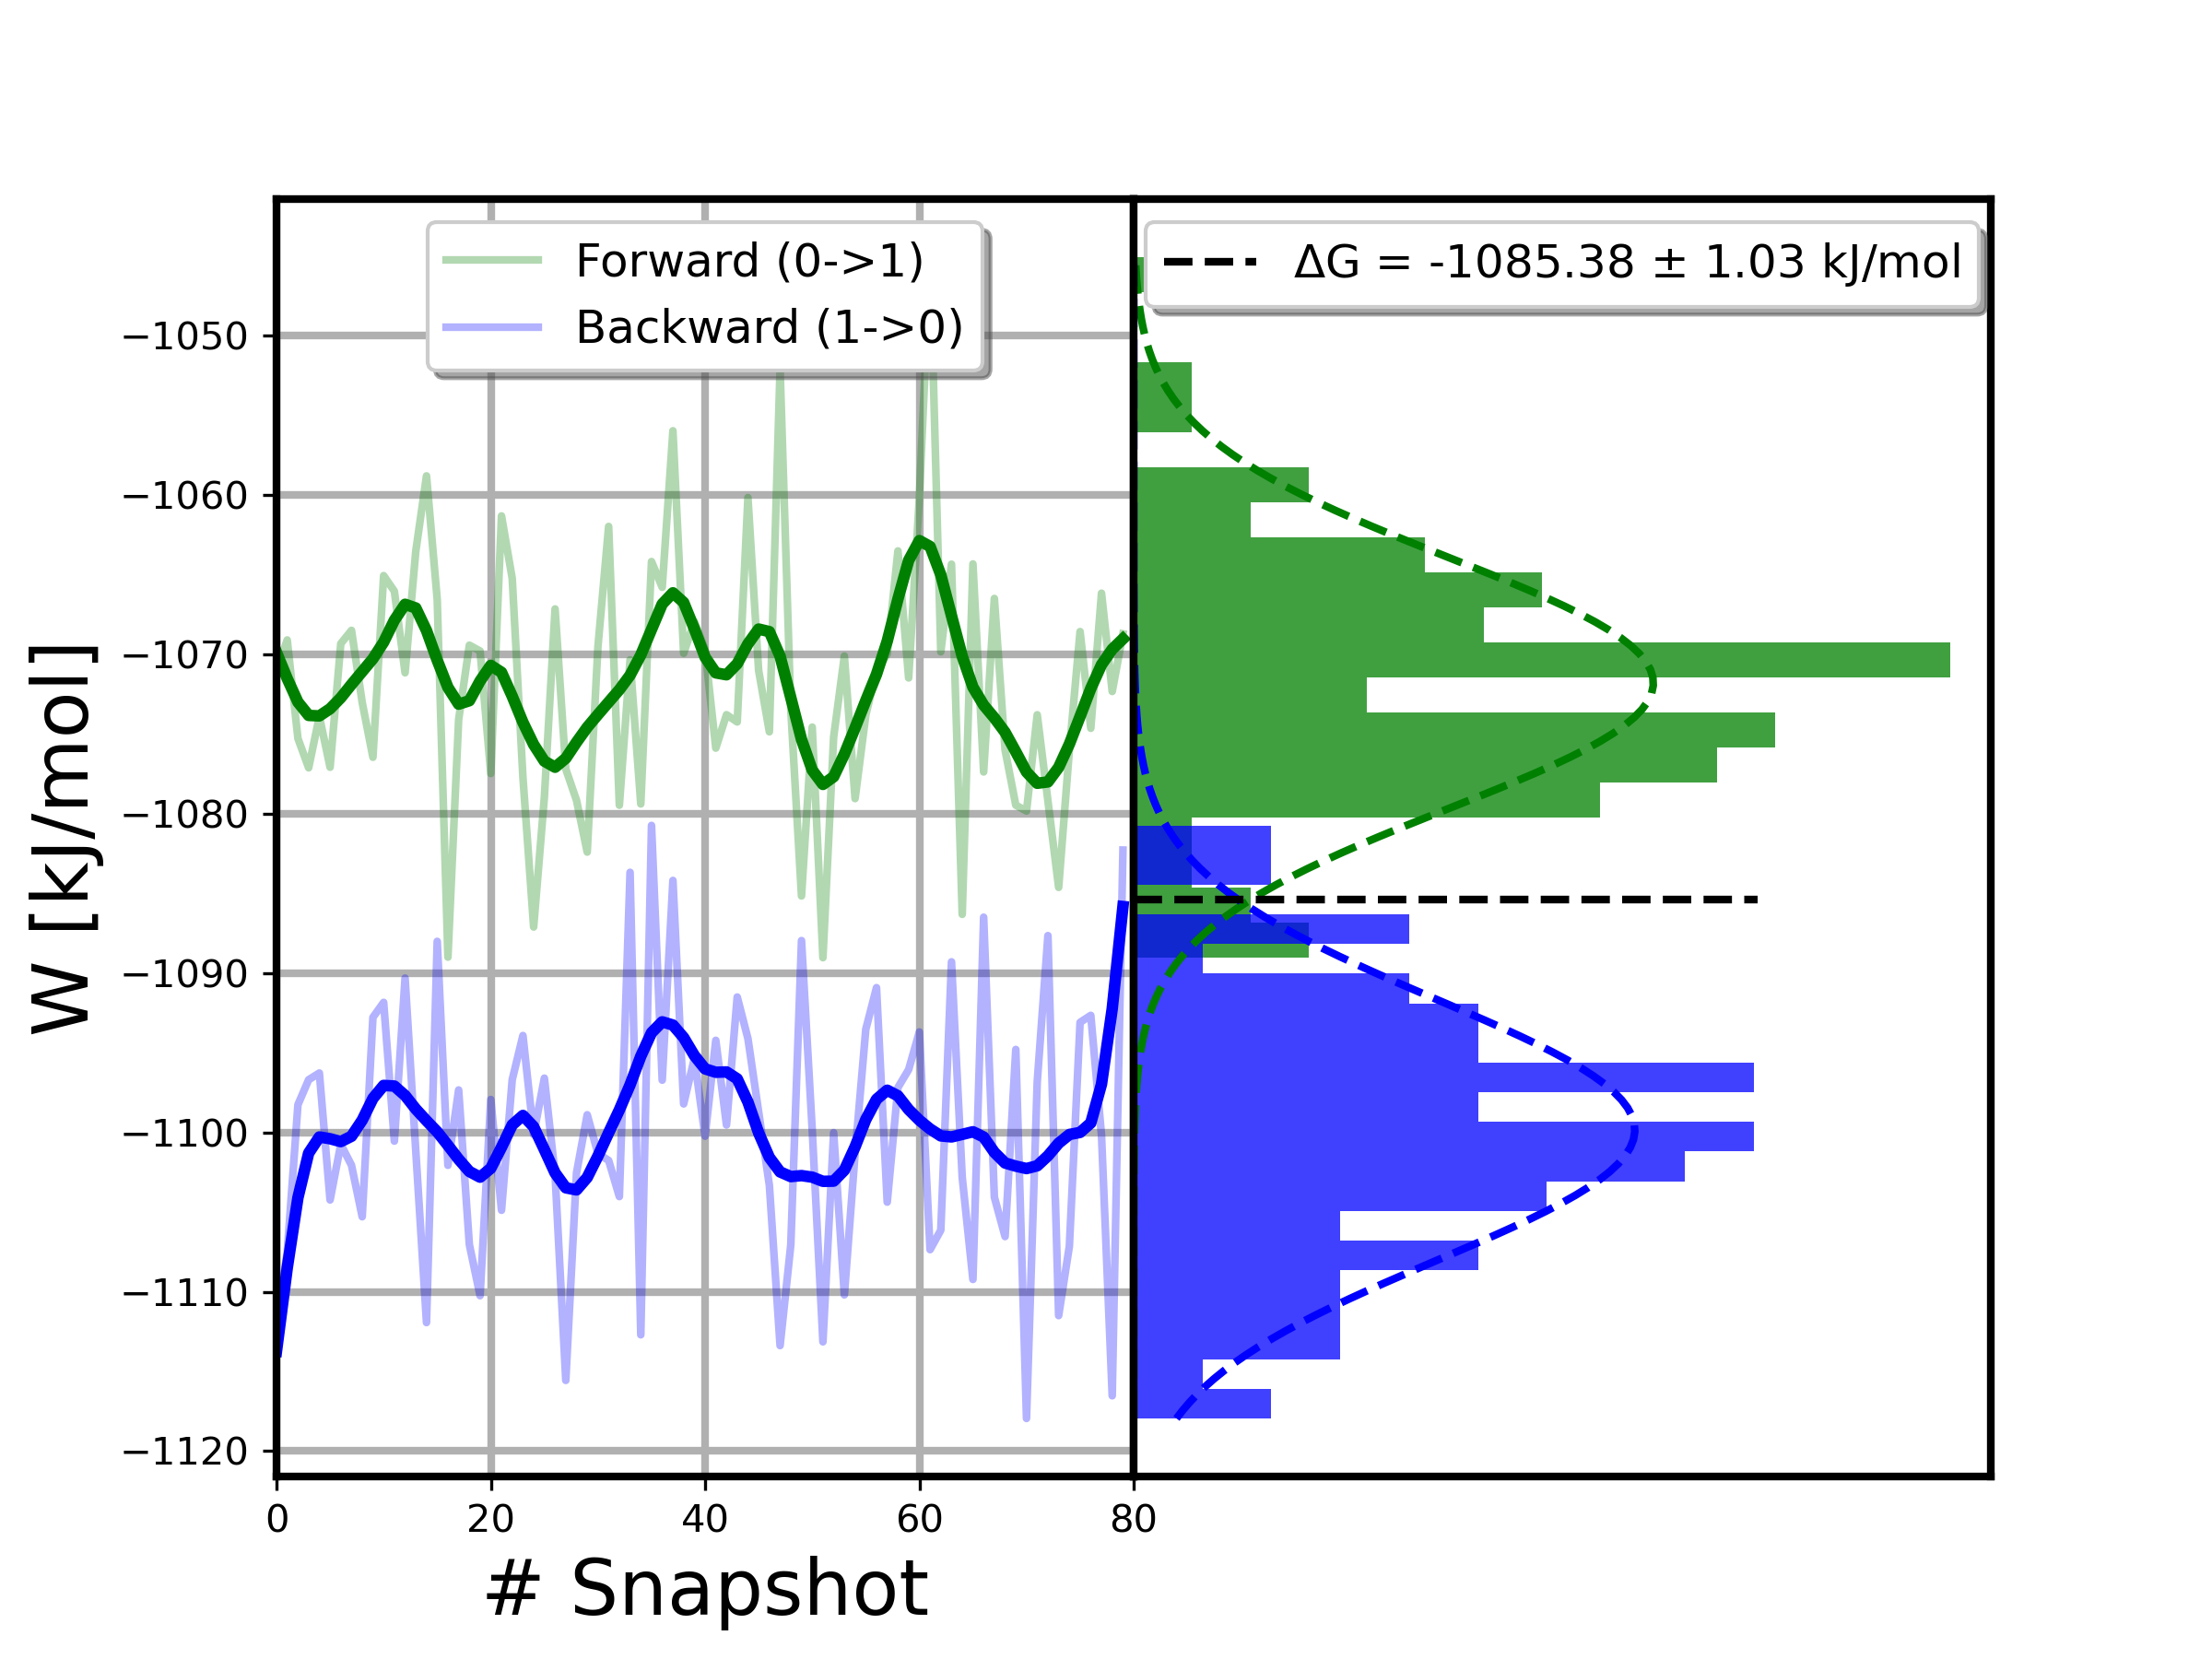 Forward (0->1)
Backward (1->0)
ΔG = -1085.38 ± 1.03 kJ/mol
W [kJ/mol]
−1050
−1060
−1070
−1080
−1090
−1100
−1110
−1120
0 20 40 60 80
# Snapshot